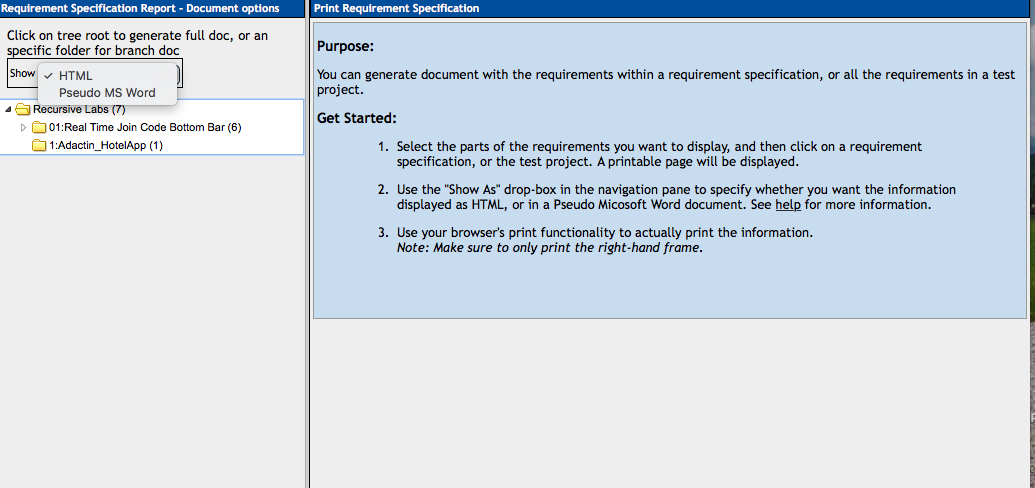 Requirement Specification Report - Document options
Click on tree root to generate full doc, or an
specific folder for branch doc
Show
✓ HTML
Pseudo MS Word
Recursive Labs (7)
01:Real Time Join Code Bottom Bar (6)
1:Adactin_HotelApp (1)
Print Requirement Specification
Purpose:
You can generate document with the requirements within a requirement specification, or all the requirements in a test
project.
Get Started:
1. Select the parts of the requirements you want to display, and then click on a requirement
specification, or the test project. A printable page will be displayed.
2. Use the "Show As" drop-box in the navigation pane to specify whether you want the information
displayed as HTML, or in a Pseudo Micosoft Word document. See help for more information.
3. Use your browser's print functionality to actually print the information.
Note: Make sure to only print the right-hand frame.